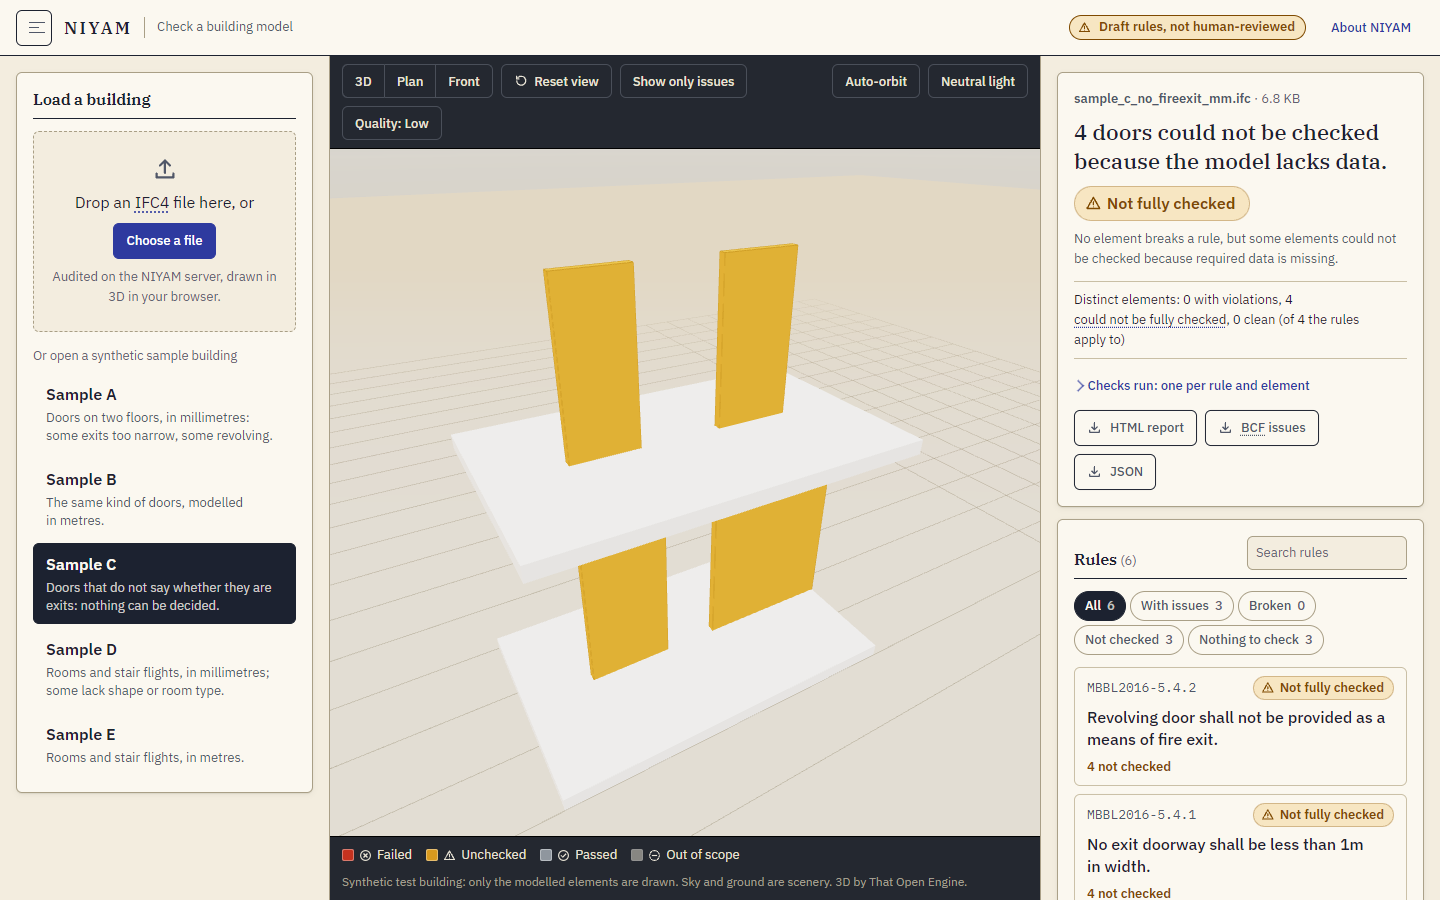 NIYAM
Check a building model
Draft rules, not human-reviewed
About NIYAM
Load a building
Drop an IFC4 file here, or
Choose a file
Audited on the NIYAM server, drawn in
3D in your browser.
Or open a synthetic sample building
Sample A
Doors on two floors, in millimetres:
some exits too narrow, some revolving.
Sample B
The same kind of doors, modelled
in metres.
Sample C
Doors that do not say whether they are
exits: nothing can be decided.
Sample D
Rooms and stair flights, in millimetres;
some lack shape or room type.
Sample E
Rooms and stair flights, in metres.
3D
Plan
Front
Reset view
Show only issues
Auto-orbit
Neutral light
Quality: Low
Failed
Unchecked
Passed
Out of scope
Synthetic test building: only the modelled elements are drawn. Sky and ground are scenery. 3D by That Open Engine.
sample_c_no_fireexit_mm.ifc · 6.8 KB
4 doors could not be checked
because the model lacks data.
Not fully checked
No element breaks a rule, but some elements could not
be checked because required data is missing.
Distinct elements: 0 with violations, 4
could not be fully checked, 0 clean (of 4 the rules
apply to)
Checks run: one per rule and element
HTML report
BCF issues
JSON
Rules (6)
Search rules
All 6
With issues 3
Broken 0
Not checked 3
Nothing to check 3
MBBL2016-5.4.2
Not fully checked
Revolving door shall not be provided as a
means of fire exit.
4 not checked
MBBL2016-5.4.1
Not fully checked
No exit doorway shall be less than 1m
in width.
4 not checked